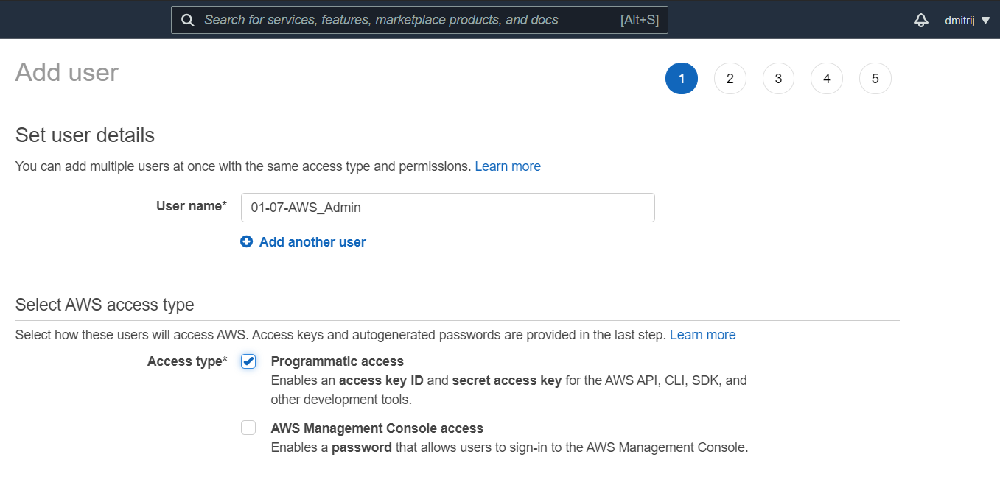 Search for services, features, marketplace products, and docs [Alt+S] dmitrij
Add user 1 2 3 4 5
Set user details
You can add multiple users at once with the same access type and permissions. Learn more
User name* 01-07-AWS_Admin
Add another user
Select AWS access type
Select how these users will access AWS. Access keys and autogenerated passwords are provided in the last step. Learn more
Access type* Programmatic access
Enables an access key ID and secret access key for the AWS API, CLI, SDK, and
other development tools.
AWS Management Console access
Enables a password that allows users to sign-in to the AWS Management Console.